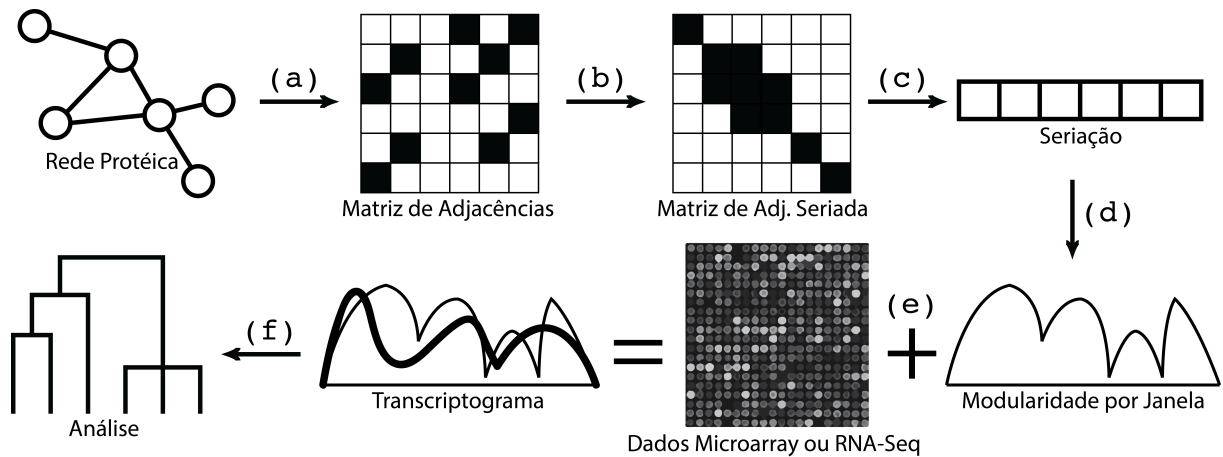 (a)
(b)
(c)
Rede Protéica
Matriz de Adjacências
Matriz de Adj. Seriada
Seriação
(d)
(e)
(f)
Análise
Transcriptograma
Dados Microarray ou RNA-Seq
Modularidade por Janela